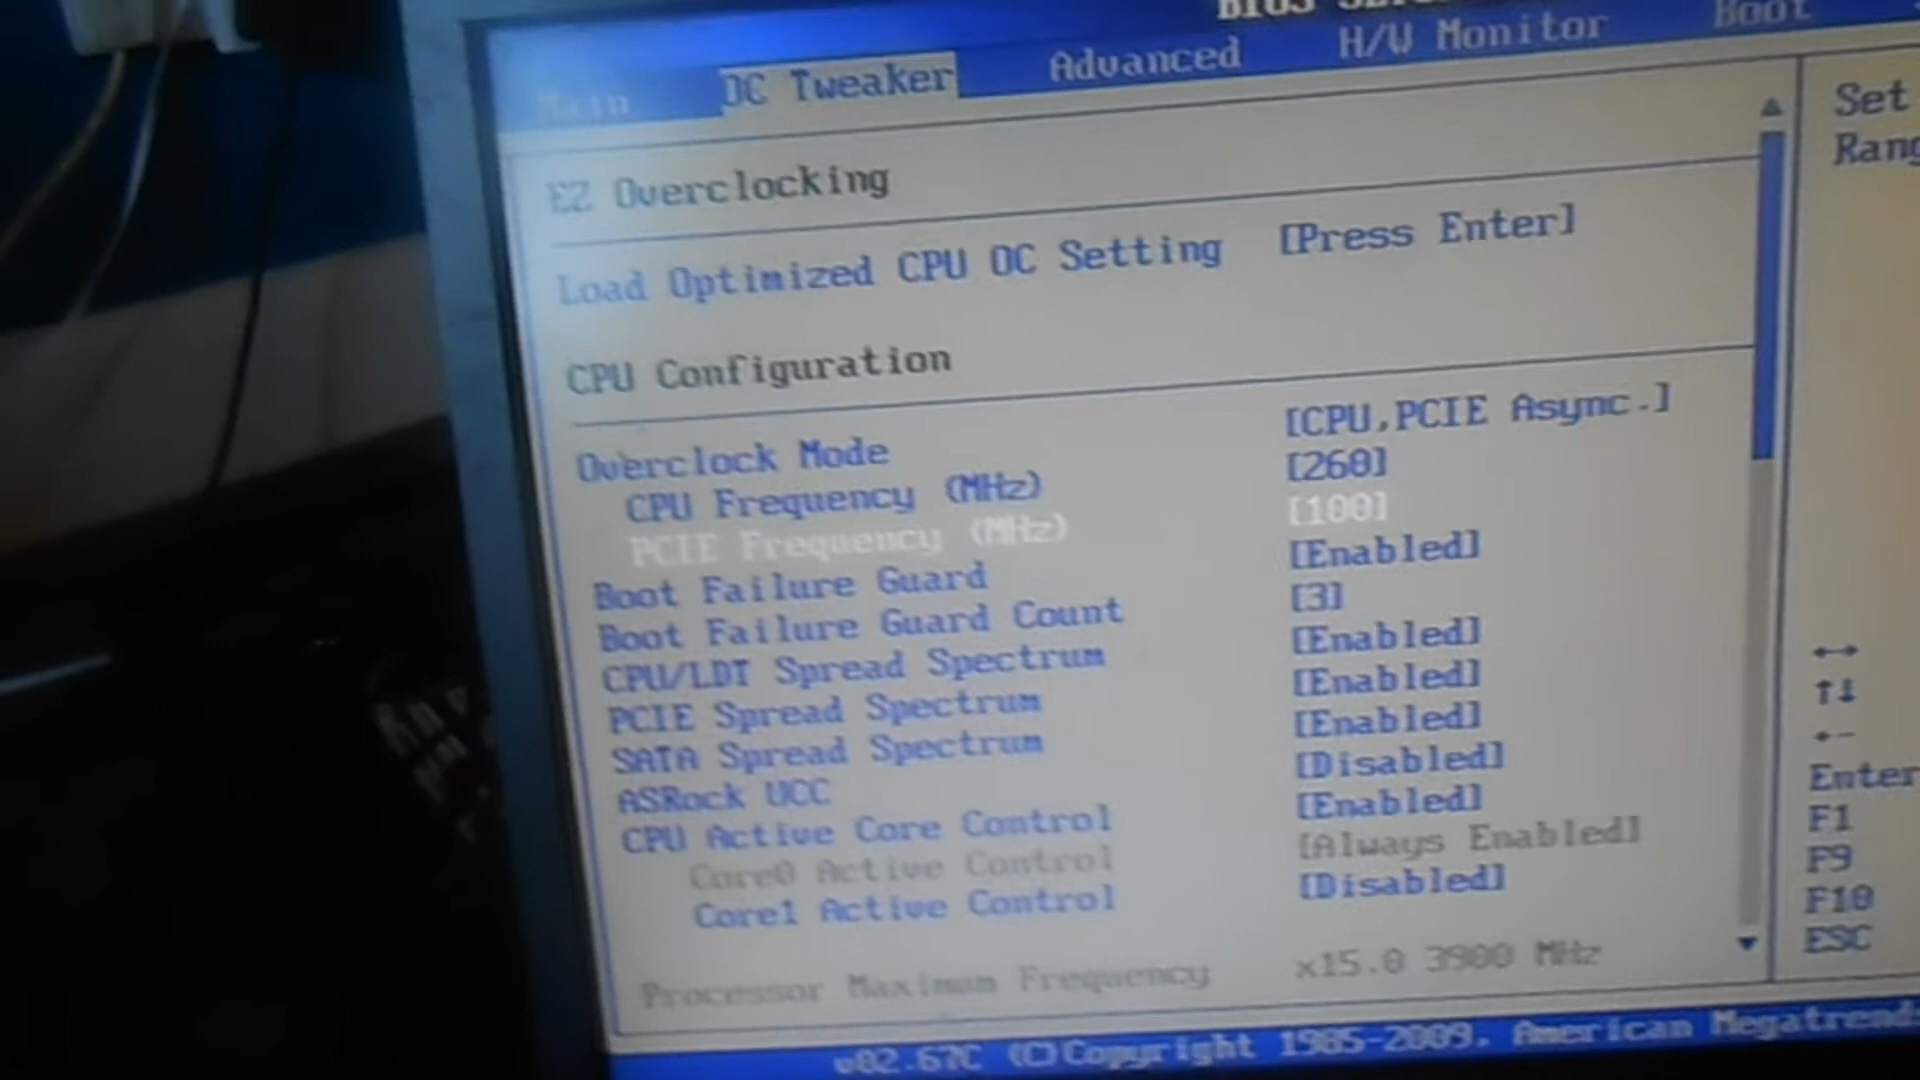 BIOS
Main OC Tweaker Advanced H/W Monitor Boot
EZ Overclocking
Load Optimized CPU OC Setting [Press Enter]
CPU Configuration
Overclock Mode [CPU,PCIE Async.]
CPU Frequency (MHz) [260]
PCIE Frequency (MHz) [100]
Boot Failure Guard [Enabled]
Boot Failure Guard Count [3]
CPU/LDT Spread Spectrum [Enabled]
PCIE Spread Spectrum [Enabled]
SATA Spread Spectrum [Enabled]
ASRock UCC [Disabled]
CPU Active Core Control [Enabled]
Core0 Active Control [Always Enabled]
Core1 Active Control [Disabled]
Processor Maximum Frequency x15.0 3900 MHz
Set
Rang
↔
↑↓
←-
Enter
F1
F9
F10
ESC
v02.67C (C)Copyright 1985-2009, American Megatrends